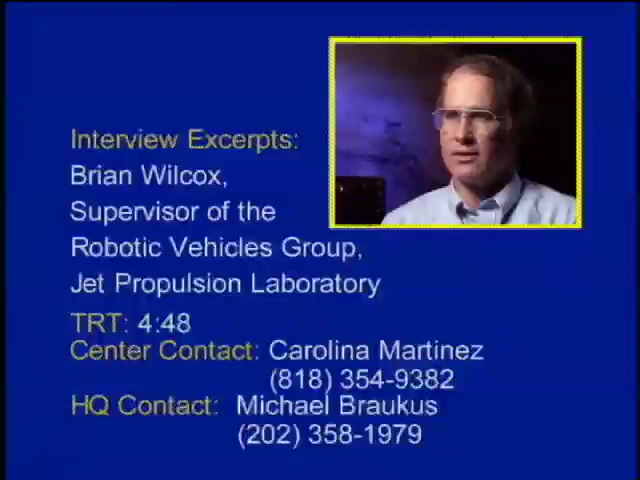 Interview Excerpts:
Brian Wilcox,
Supervisor of the
Robotic Vehicles Group,
Jet Propulsion Laboratory
TRT: 4:48
Center Contact: Carolina Martinez
(818) 354-9382
HQ Contact: Michael Braukus
(202) 358-1979